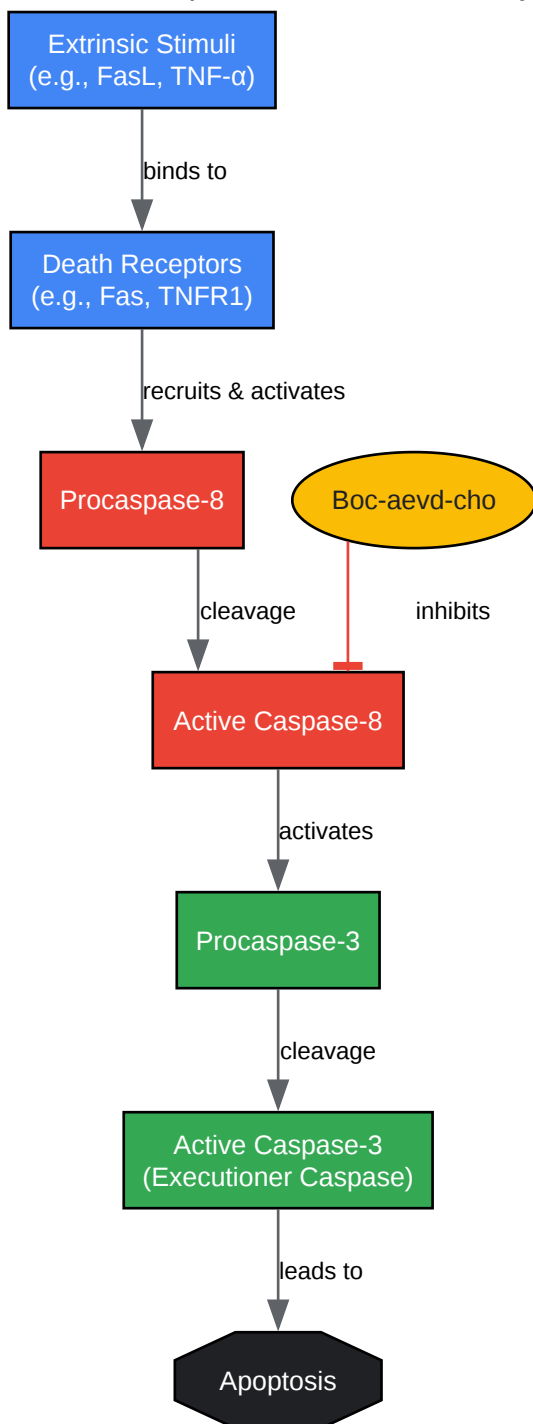 Extrinsic Stimuli
(e.g., FasL, TNF-α)
binds to
Death Receptors
(e.g., Fas, TNFR1)
recruits & activates
Procaspase-8
Boc-aevd-cho
cleavage
inhibits
Active Caspase-8
activates
Procaspase-3
cleavage
Active Caspase-3
(Executioner Caspase)
leads to
Apoptosis